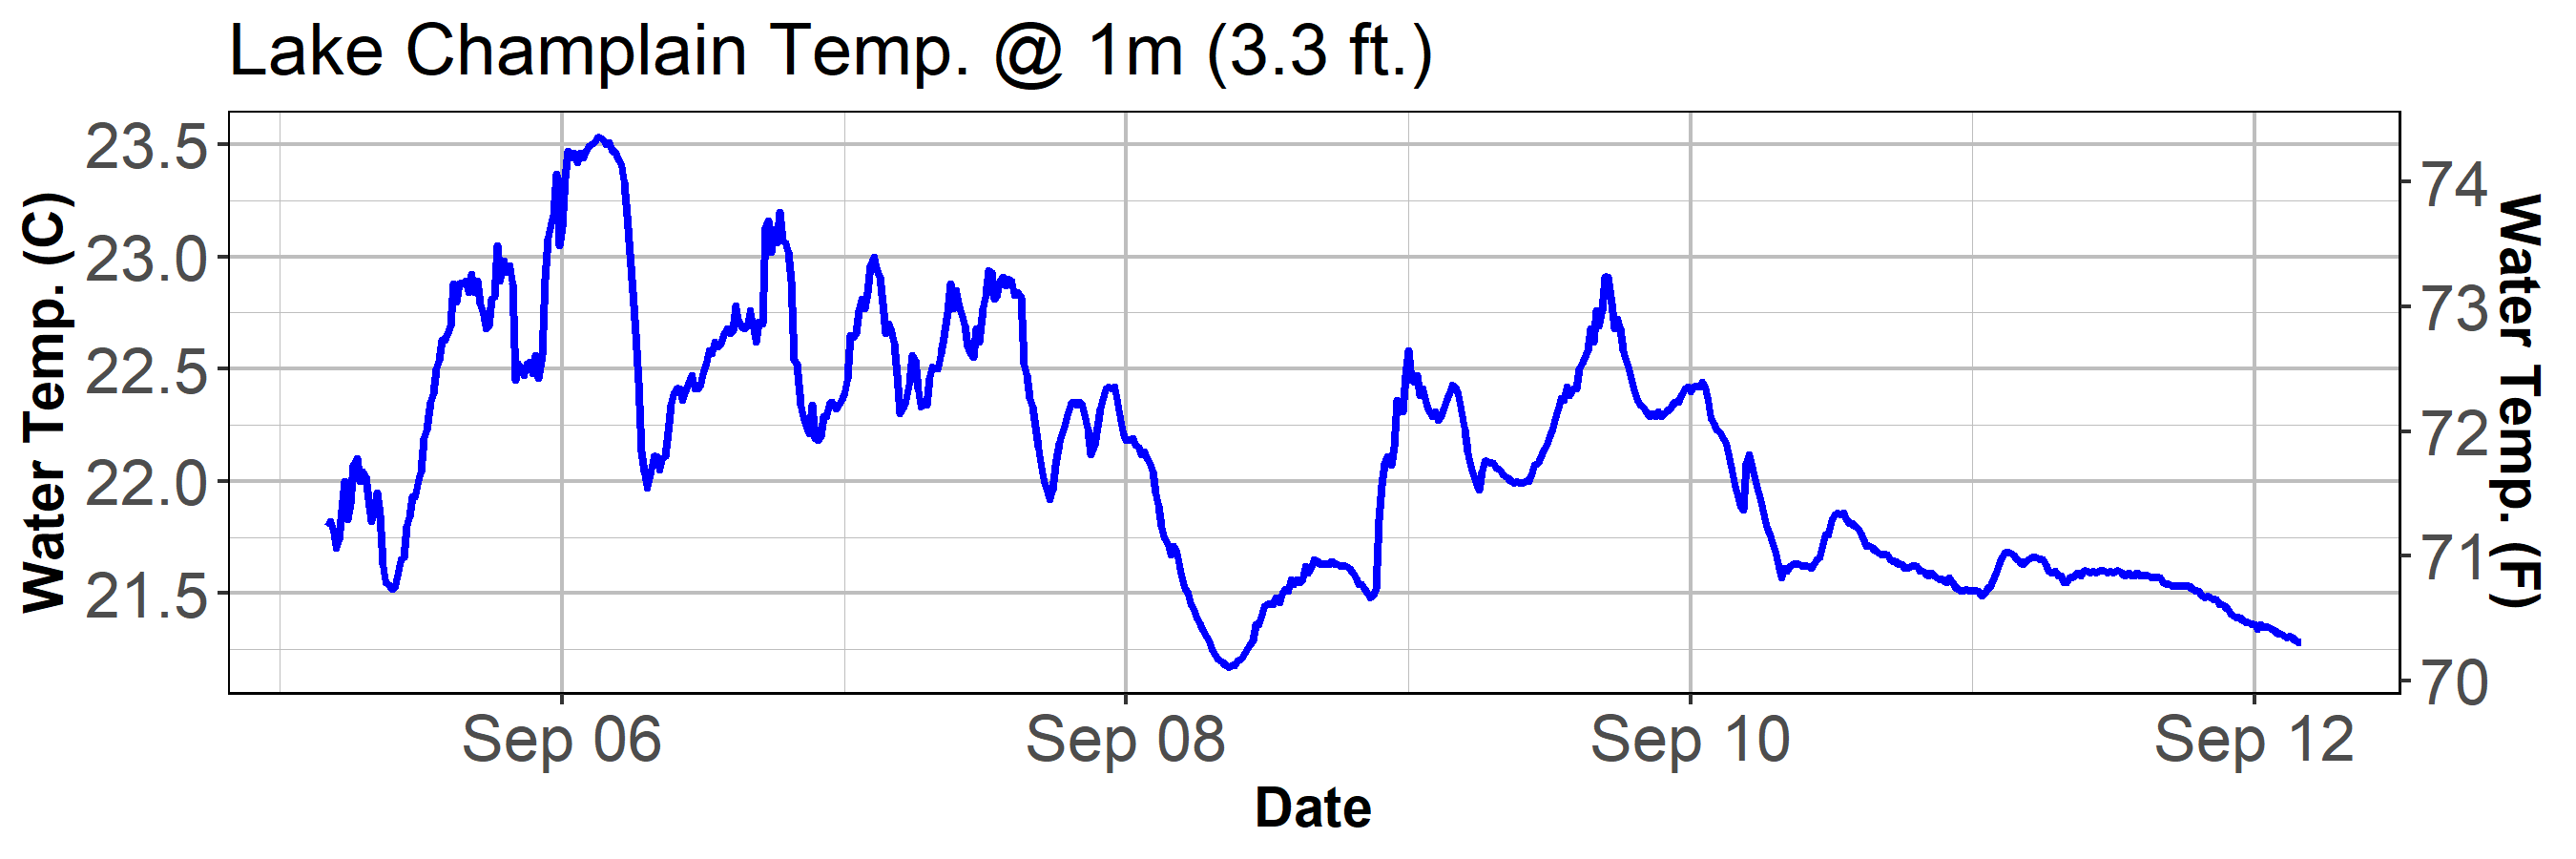 Lake Champlain Temp. @ 1m (3.3 ft.)
Water Temp. (C)
23.5
23.0
22.5
22.0
21.5
74
73
72
71
70
Water Temp. (F)
Sep 06 Sep 08 Sep 10 Sep 12
Date